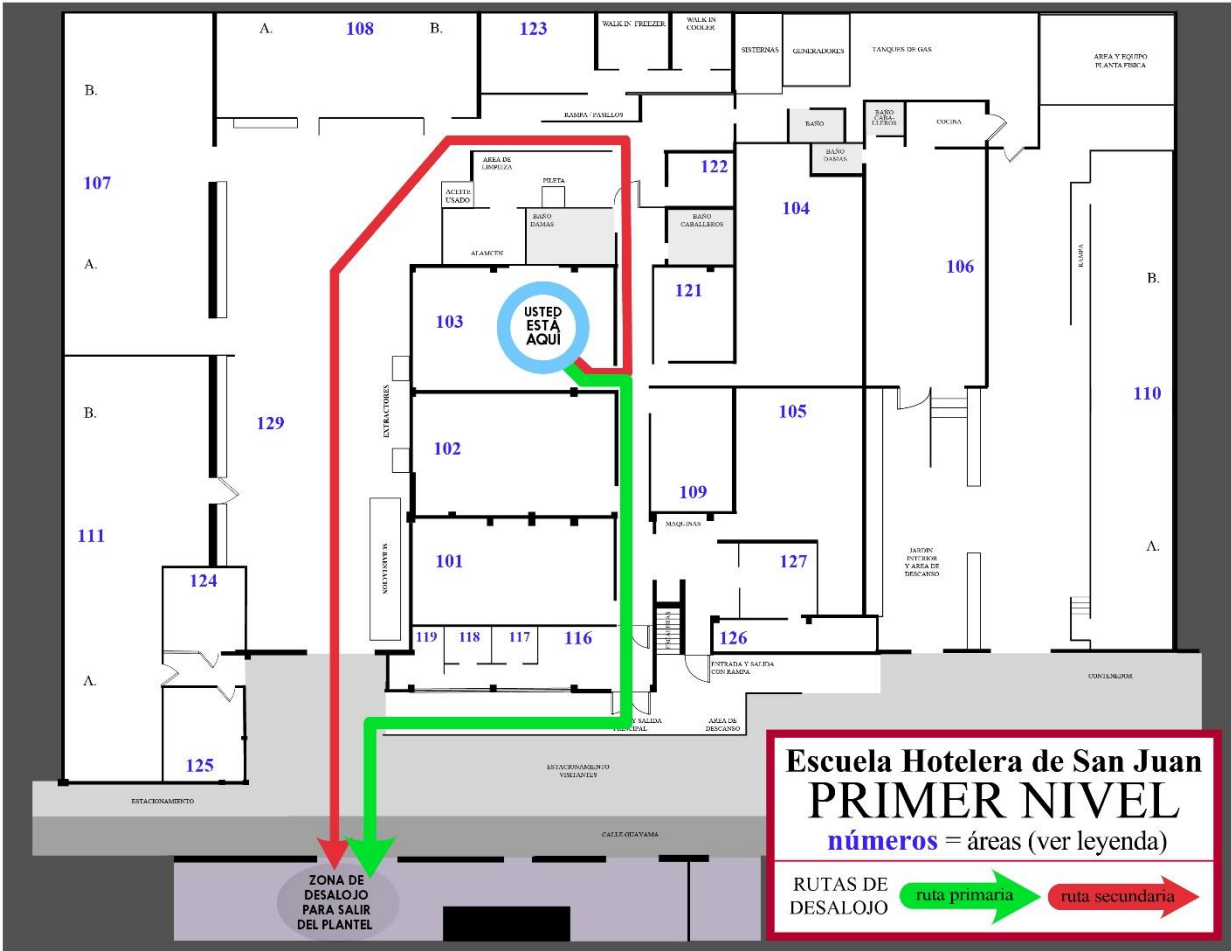 A.
108
B.
123
WALK IN FREEZER
WALK IN
COOLER
SISTERNAS
GENERADORES
TANQUES DE GAS
AREA Y EQUIPO
PLANTA FISICA
B.
RAMPA / PASILLOS
BAÑO
BAÑO
CABA-
LLEROS
COCINA
107
AREA DE
LIMPIEZA
PILETA
ACEITE
USADO
122
BAÑO
DAMAS
104
BAÑO
DAMAS
BAÑO
CABALLEROS
ALAMCEN
A.
106
RAMPA
B.
103
USTED
ESTÁ
AQUÍ
121
EXTRACTORES
B.
129
102
109
105
110
111
SUBAESTACION
101
MAQUINAS
127
JARDIN
INTERIOR
Y AREA DE
DESCANSO
A.
124
119
118
117
116
ESCALERAS
126
ENTRADA Y SALIDA
CON RAMPA
CONTENEDOR
A.
125
Y SALIDA
AREA DE
DESCANSO
ESTACIONAMIENTO
VISITANTES
ESTACIONAMIENTO
CALLE GUAYAMA
ZONA DE
DESALOJO
PARA SALIR
DEL PLANTEL
Escuela Hotelera de San Juan
PRIMER NIVEL
números = áreas (ver leyenda)
RUTAS DE
DESALOJO
ruta primaria
ruta secundaria